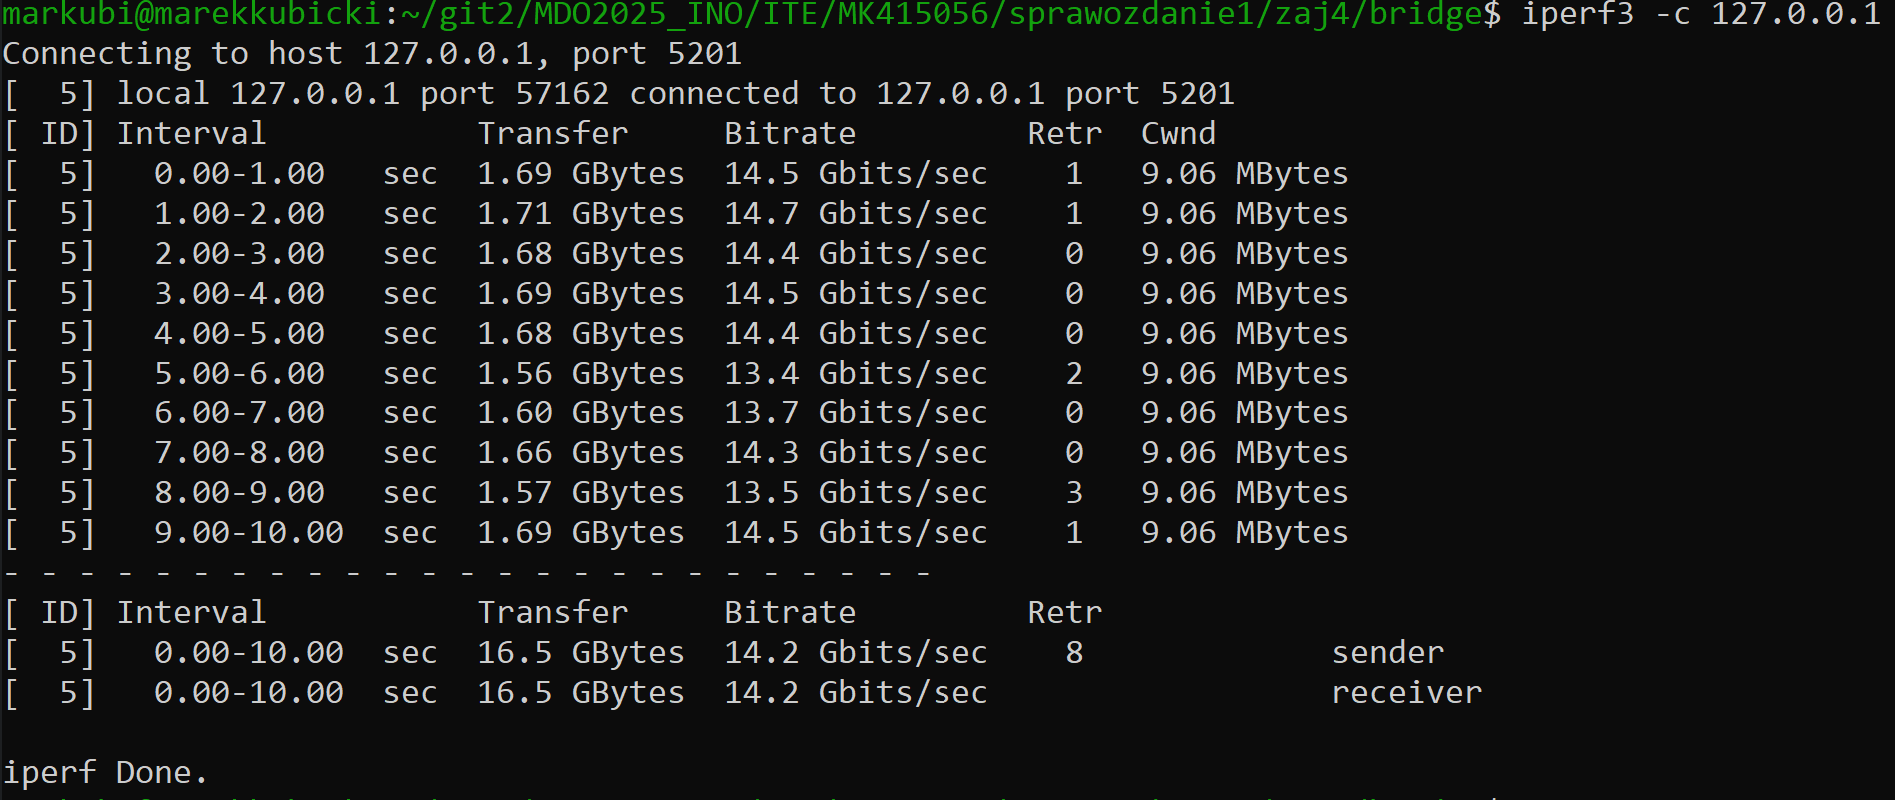 markubi@marekkubicki:~/git2/MDO2025_INO/ITE/MK415056/sprawozdanie1/zaj4/bridge$ iperf3 -c 127.0.0.1
Connecting to host 127.0.0.1, port 5201
[  5] local 127.0.0.1 port 57162 connected to 127.0.0.1 port 5201
[ ID] Interval           Transfer     Bitrate         Retr  Cwnd
[  5]   0.00-1.00   sec  1.69 GBytes  14.5 Gbits/sec    1   9.06 MBytes
[  5]   1.00-2.00   sec  1.71 GBytes  14.7 Gbits/sec    1   9.06 MBytes
[  5]   2.00-3.00   sec  1.68 GBytes  14.4 Gbits/sec    0   9.06 MBytes
[  5]   3.00-4.00   sec  1.69 GBytes  14.5 Gbits/sec    0   9.06 MBytes
[  5]   4.00-5.00   sec  1.68 GBytes  14.4 Gbits/sec    0   9.06 MBytes
[  5]   5.00-6.00   sec  1.56 GBytes  13.4 Gbits/sec    2   9.06 MBytes
[  5]   6.00-7.00   sec  1.60 GBytes  13.7 Gbits/sec    0   9.06 MBytes
[  5]   7.00-8.00   sec  1.66 GBytes  14.3 Gbits/sec    0   9.06 MBytes
[  5]   8.00-9.00   sec  1.57 GBytes  13.5 Gbits/sec    3   9.06 MBytes
[  5]   9.00-10.00  sec  1.69 GBytes  14.5 Gbits/sec    1   9.06 MBytes
- - - - - - - - - - - - - - - - - - - - - - - - -
[ ID] Interval           Transfer     Bitrate         Retr
[  5]   0.00-10.00  sec  16.5 GBytes  14.2 Gbits/sec    8             sender
[  5]   0.00-10.00  sec  16.5 GBytes  14.2 Gbits/sec                  receiver
iperf Done.